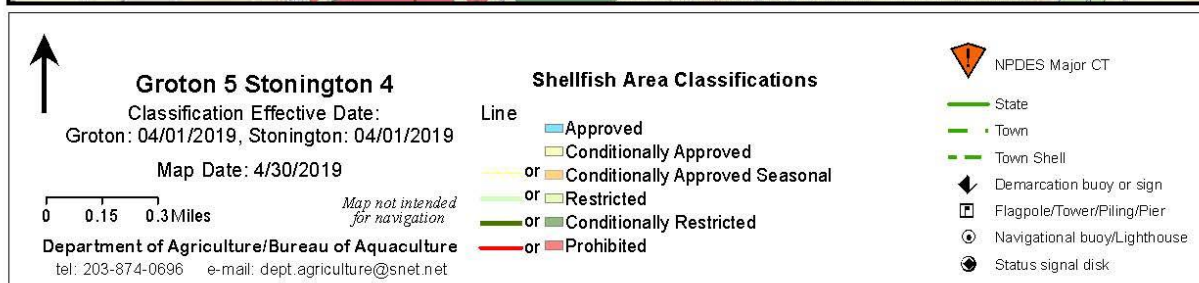 Groton 5 Stonington 4
Classification Effective Date:
Groton: 04/01/2019, Stonington: 04/01/2019
Map Date: 4/30/2019
0 0.15 0.3 Miles
Map not intended
for navigation
Department of Agriculture/Bureau of Aquaculture
tel: 203-874-0696 e-mail: dept.agriculture@snet.net
Shellfish Area Classifications
Line
Approved
Conditionally Approved
or Conditionally Approved Seasonal
or Restricted
or Conditionally Restricted
or Prohibited
NPDES Major CT
State
Town
Town Shell
Demarcation buoy or sign
Flagpole/Tower/Piling/Pier
Navigational buoy/Lighthouse
Status signal disk